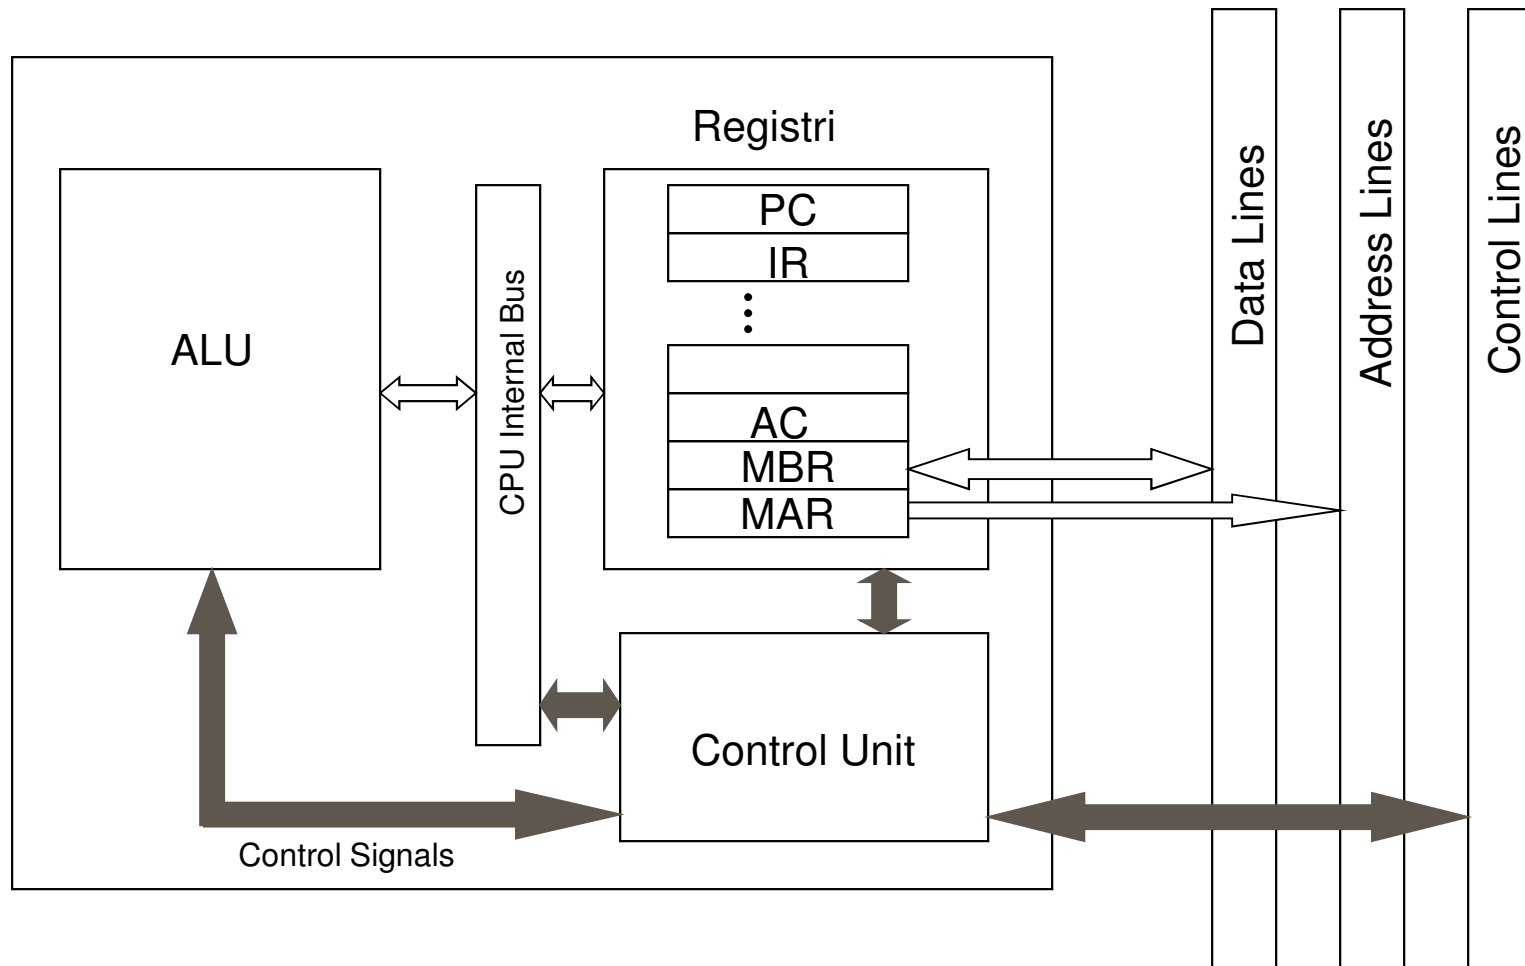 Registri
PC
IR
ALU
CPU Internal Bus
AC
MBR
MAR
Control Unit
Control Signals
Data Lines
Address Lines
Control Lines